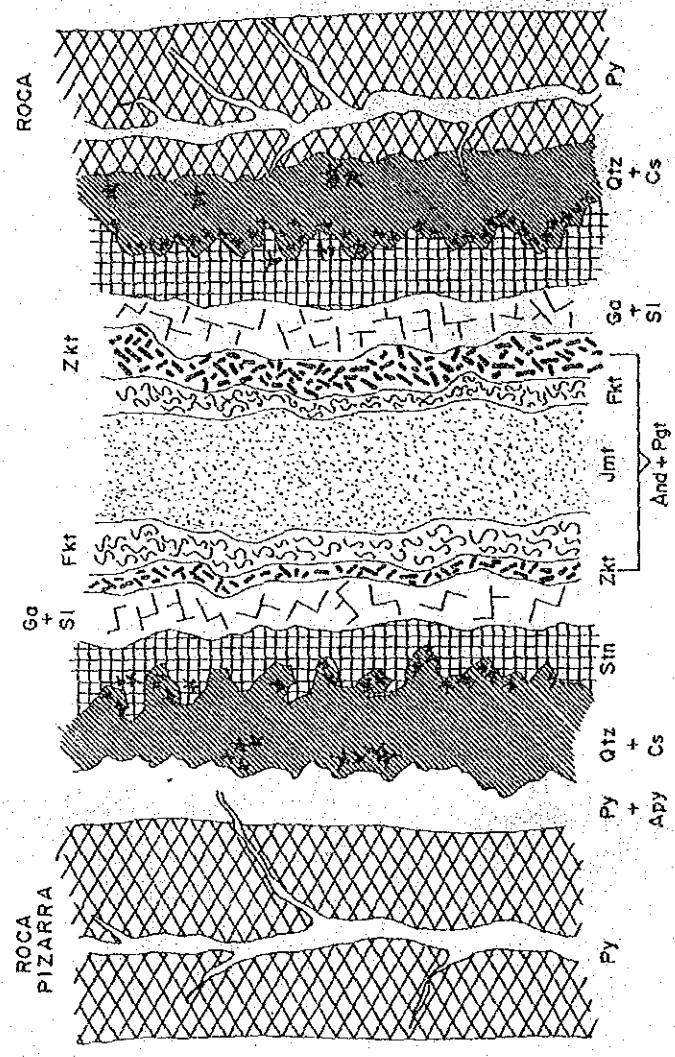 ROCA
PIZARRA
Ga
+
Sl
Fkt
Zkt
ROCA
Py
Py
+
Apy
Qtz
+
Cs
Stn
Zkt
Jmt
Fkt
Ga
+
Sl
Qtz
+
Cs
Py
And + Pgt